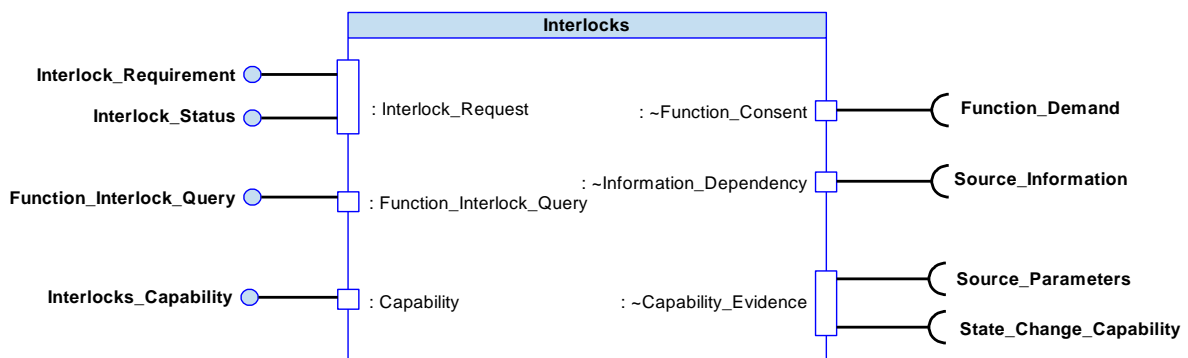 Interlocks
Interlock_Requirement
Interlock_Status
: Interlock_Request
Function_Interlock_Query
: Function_Interlock_Query
Interlocks_Capability
: Capability
: ~Function_Consent
Function_Demand
: ~Information_Dependency
Source_Information
: ~Capability_Evidence
Source_Parameters
State_Change_Capability